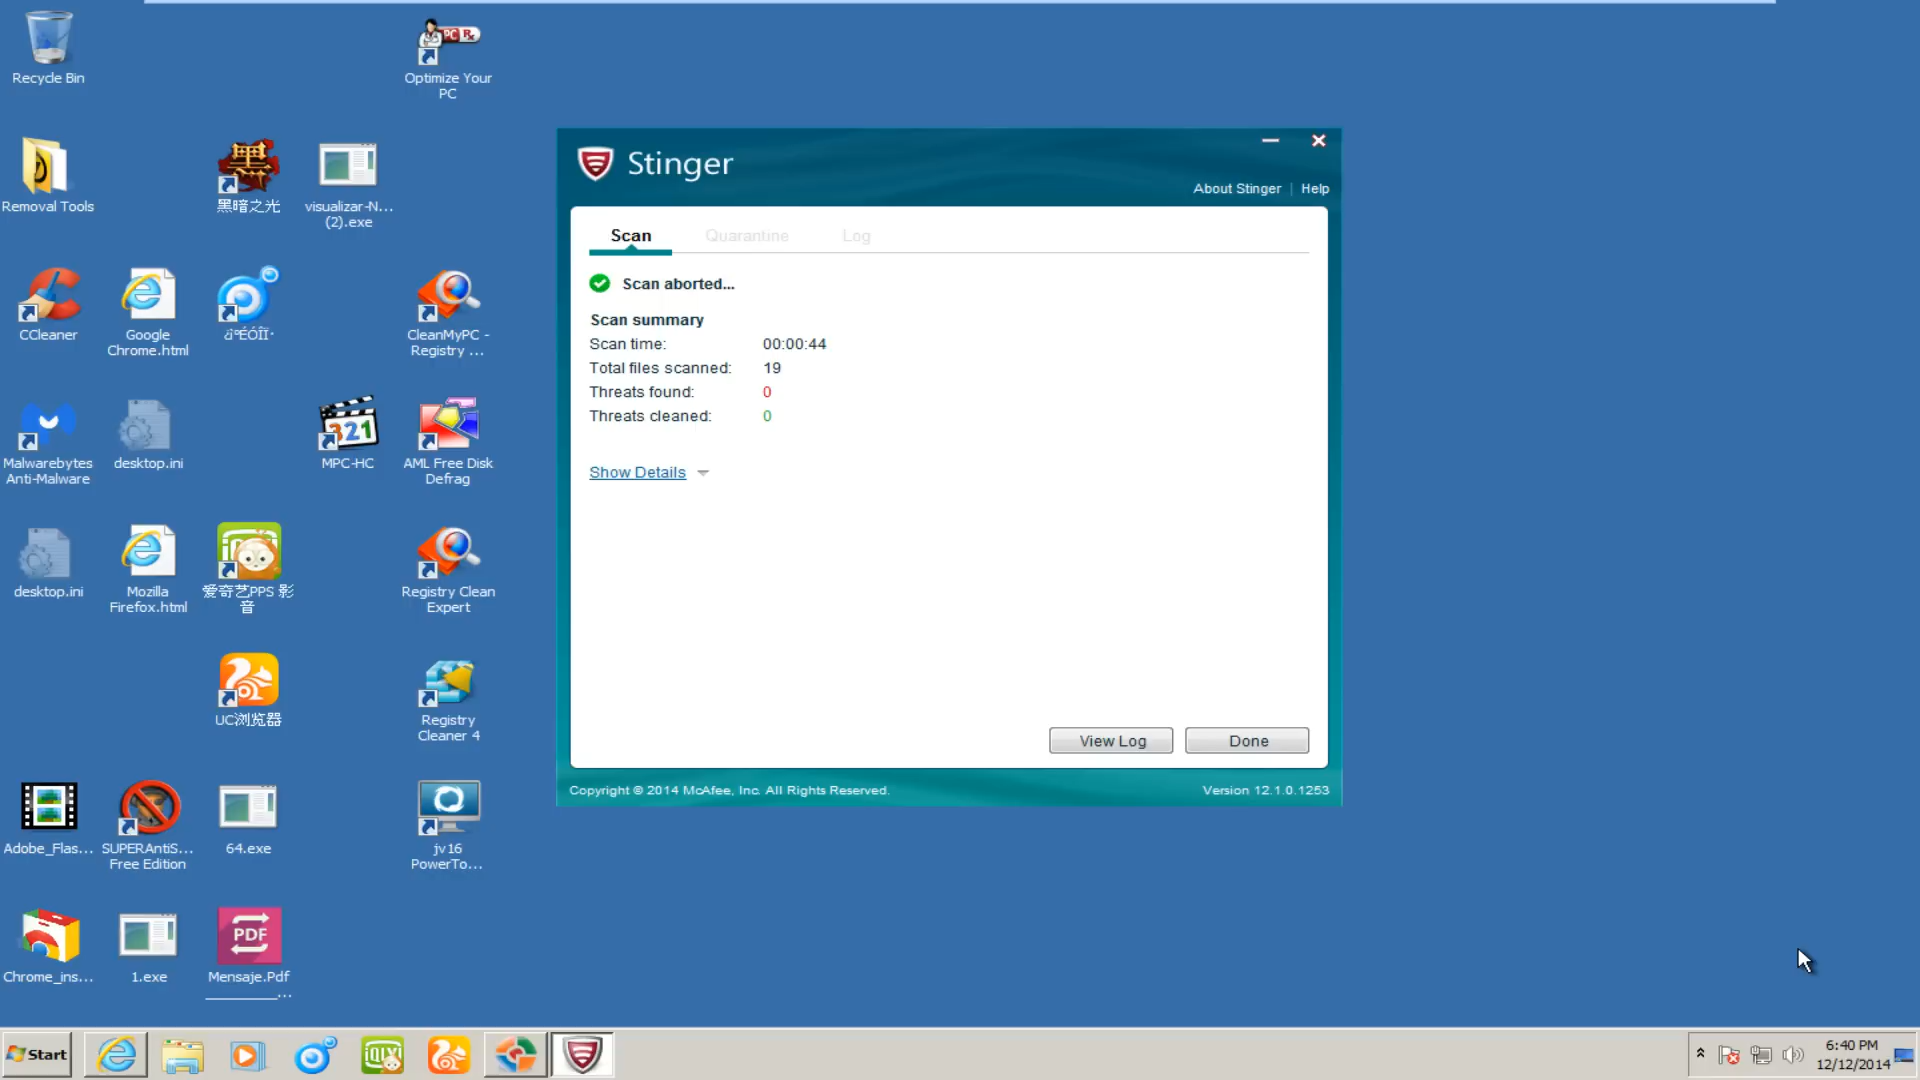 Recycle Bin
Optimize Your
PC
PC Rx
Removal Tools
黑暗之光
visualizar-N...
(2).exe
CCleaner
Google
Chrome.html
CleanMyPC -
Registry ...
Malwarebytes
Anti-Malware
desktop.ini
321
MPC-HC
AML Free Disk
Defrag
desktop.ini
Mozilla
Firefox.html
爱奇艺PPS 影
音
Registry Clean
Expert
UC浏览器
Registry
Cleaner 4
Adobe_Flas...
SUPERAntiS...
Free Edition
64.exe
jv16
PowerTo...
Chrome_ins...
1.exe
PDF
Mensaje.Pdf
________...
Stinger
About Stinger | Help
Scan Quarantine Log
Scan aborted...
Scan summary
Scan time: 00:00:44
Total files scanned: 19
Threats found: 0
Threats cleaned: 0
Show Details
View Log Done
Copyright © 2014 McAfee, Inc. All Rights Reserved. Version 12.1.0.1253
Start
6:40 PM
12/12/2014